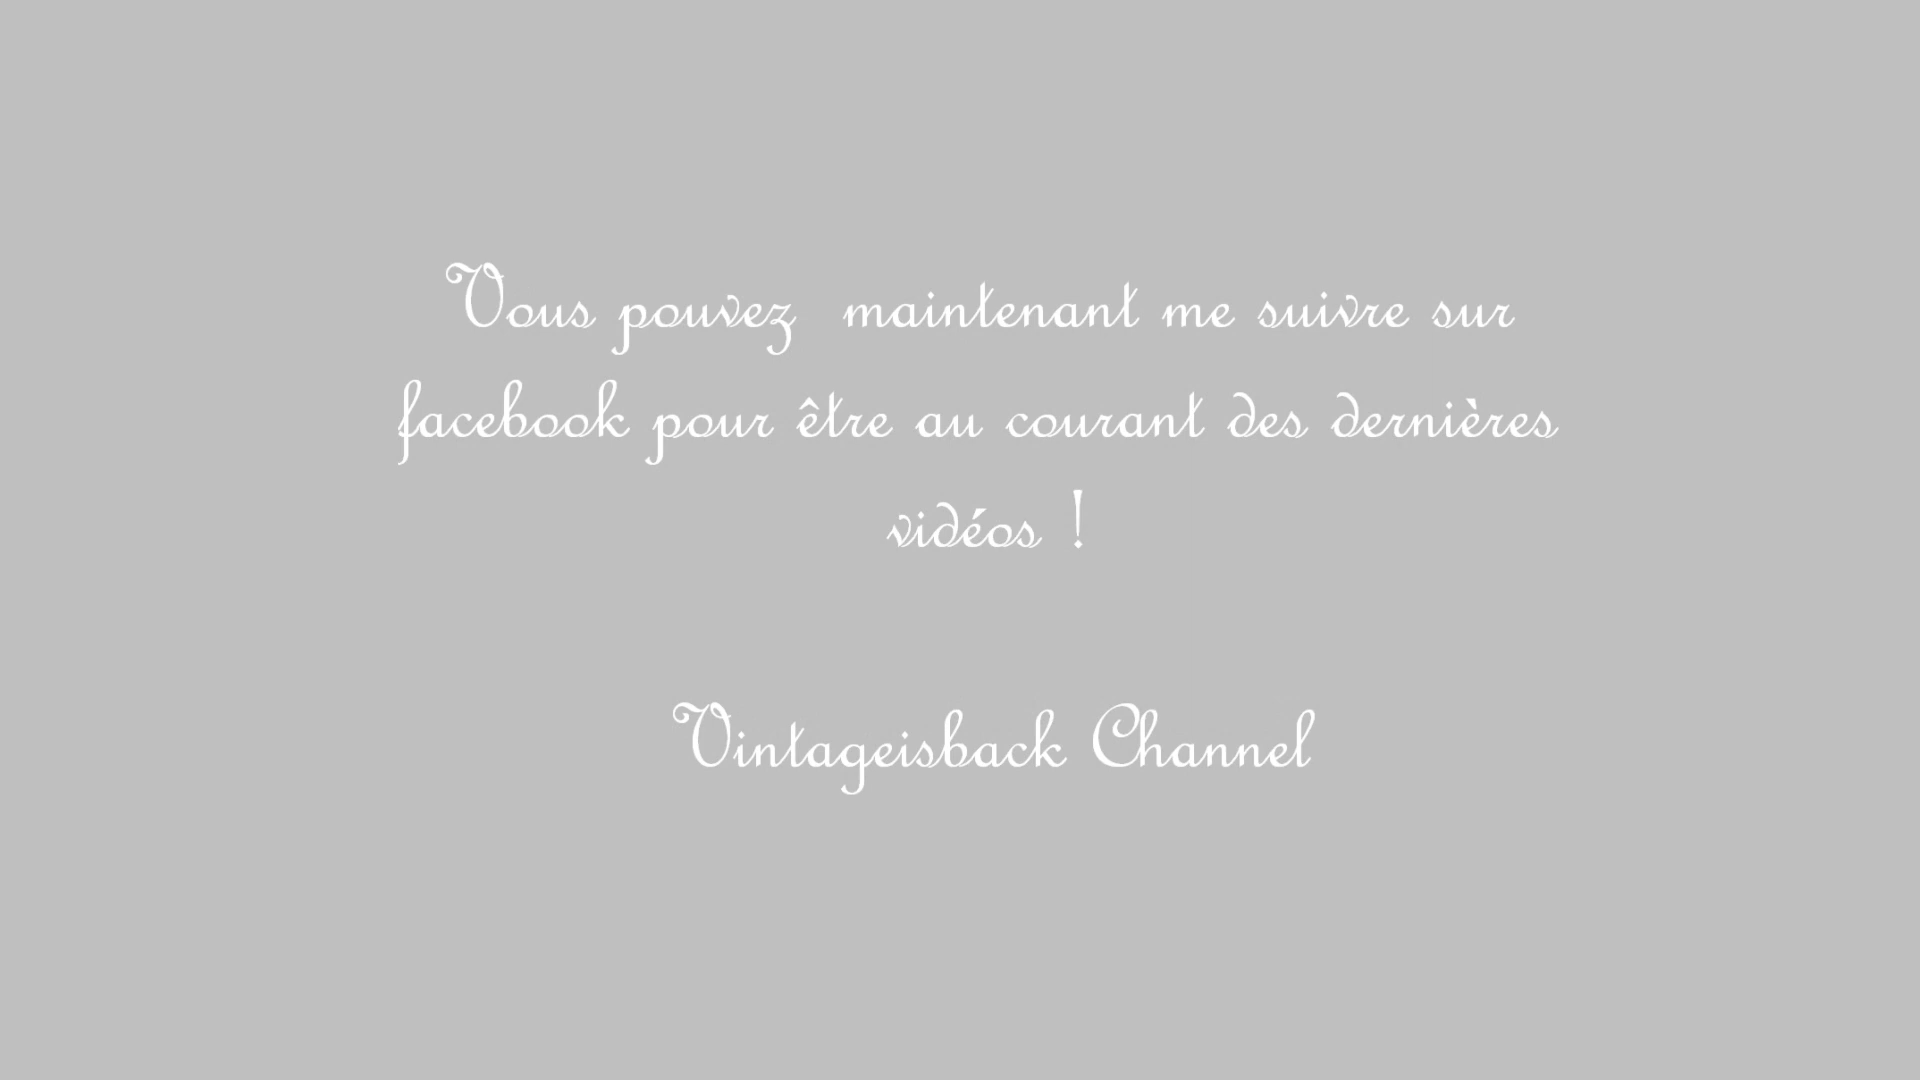 Vous pouvez  maintenant me suivre sur
facebook pour être au courant des dernières
vidéos !
Vintageisback Channel